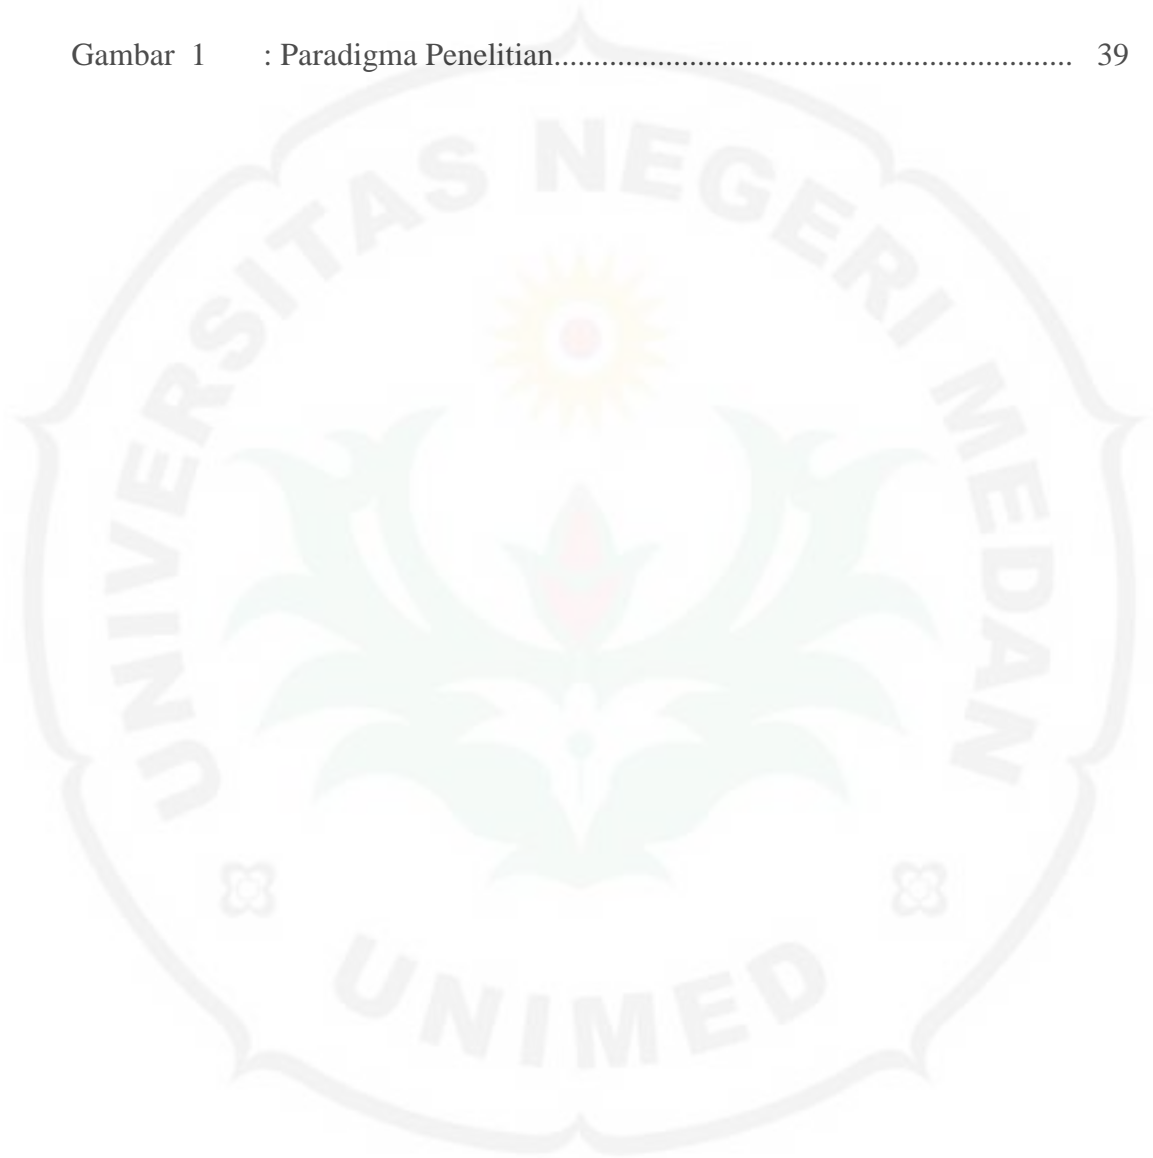 Gambar 1 : Paradigma Penelitian................................................................. 39
UNIVERSITAS NEGERI MEDAN
UNIMED